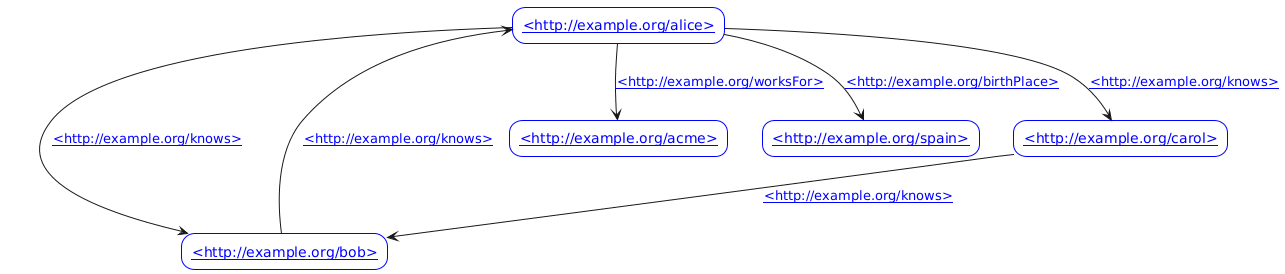 <http://example.org/alice>
<http://example.org/worksFor>
<http://example.org/birthPlace>
<http://example.org/knows>
<http://example.org/knows>
<http://example.org/knows>
<http://example.org/acme>
<http://example.org/spain>
<http://example.org/carol>
<http://example.org/knows>
<http://example.org/bob>